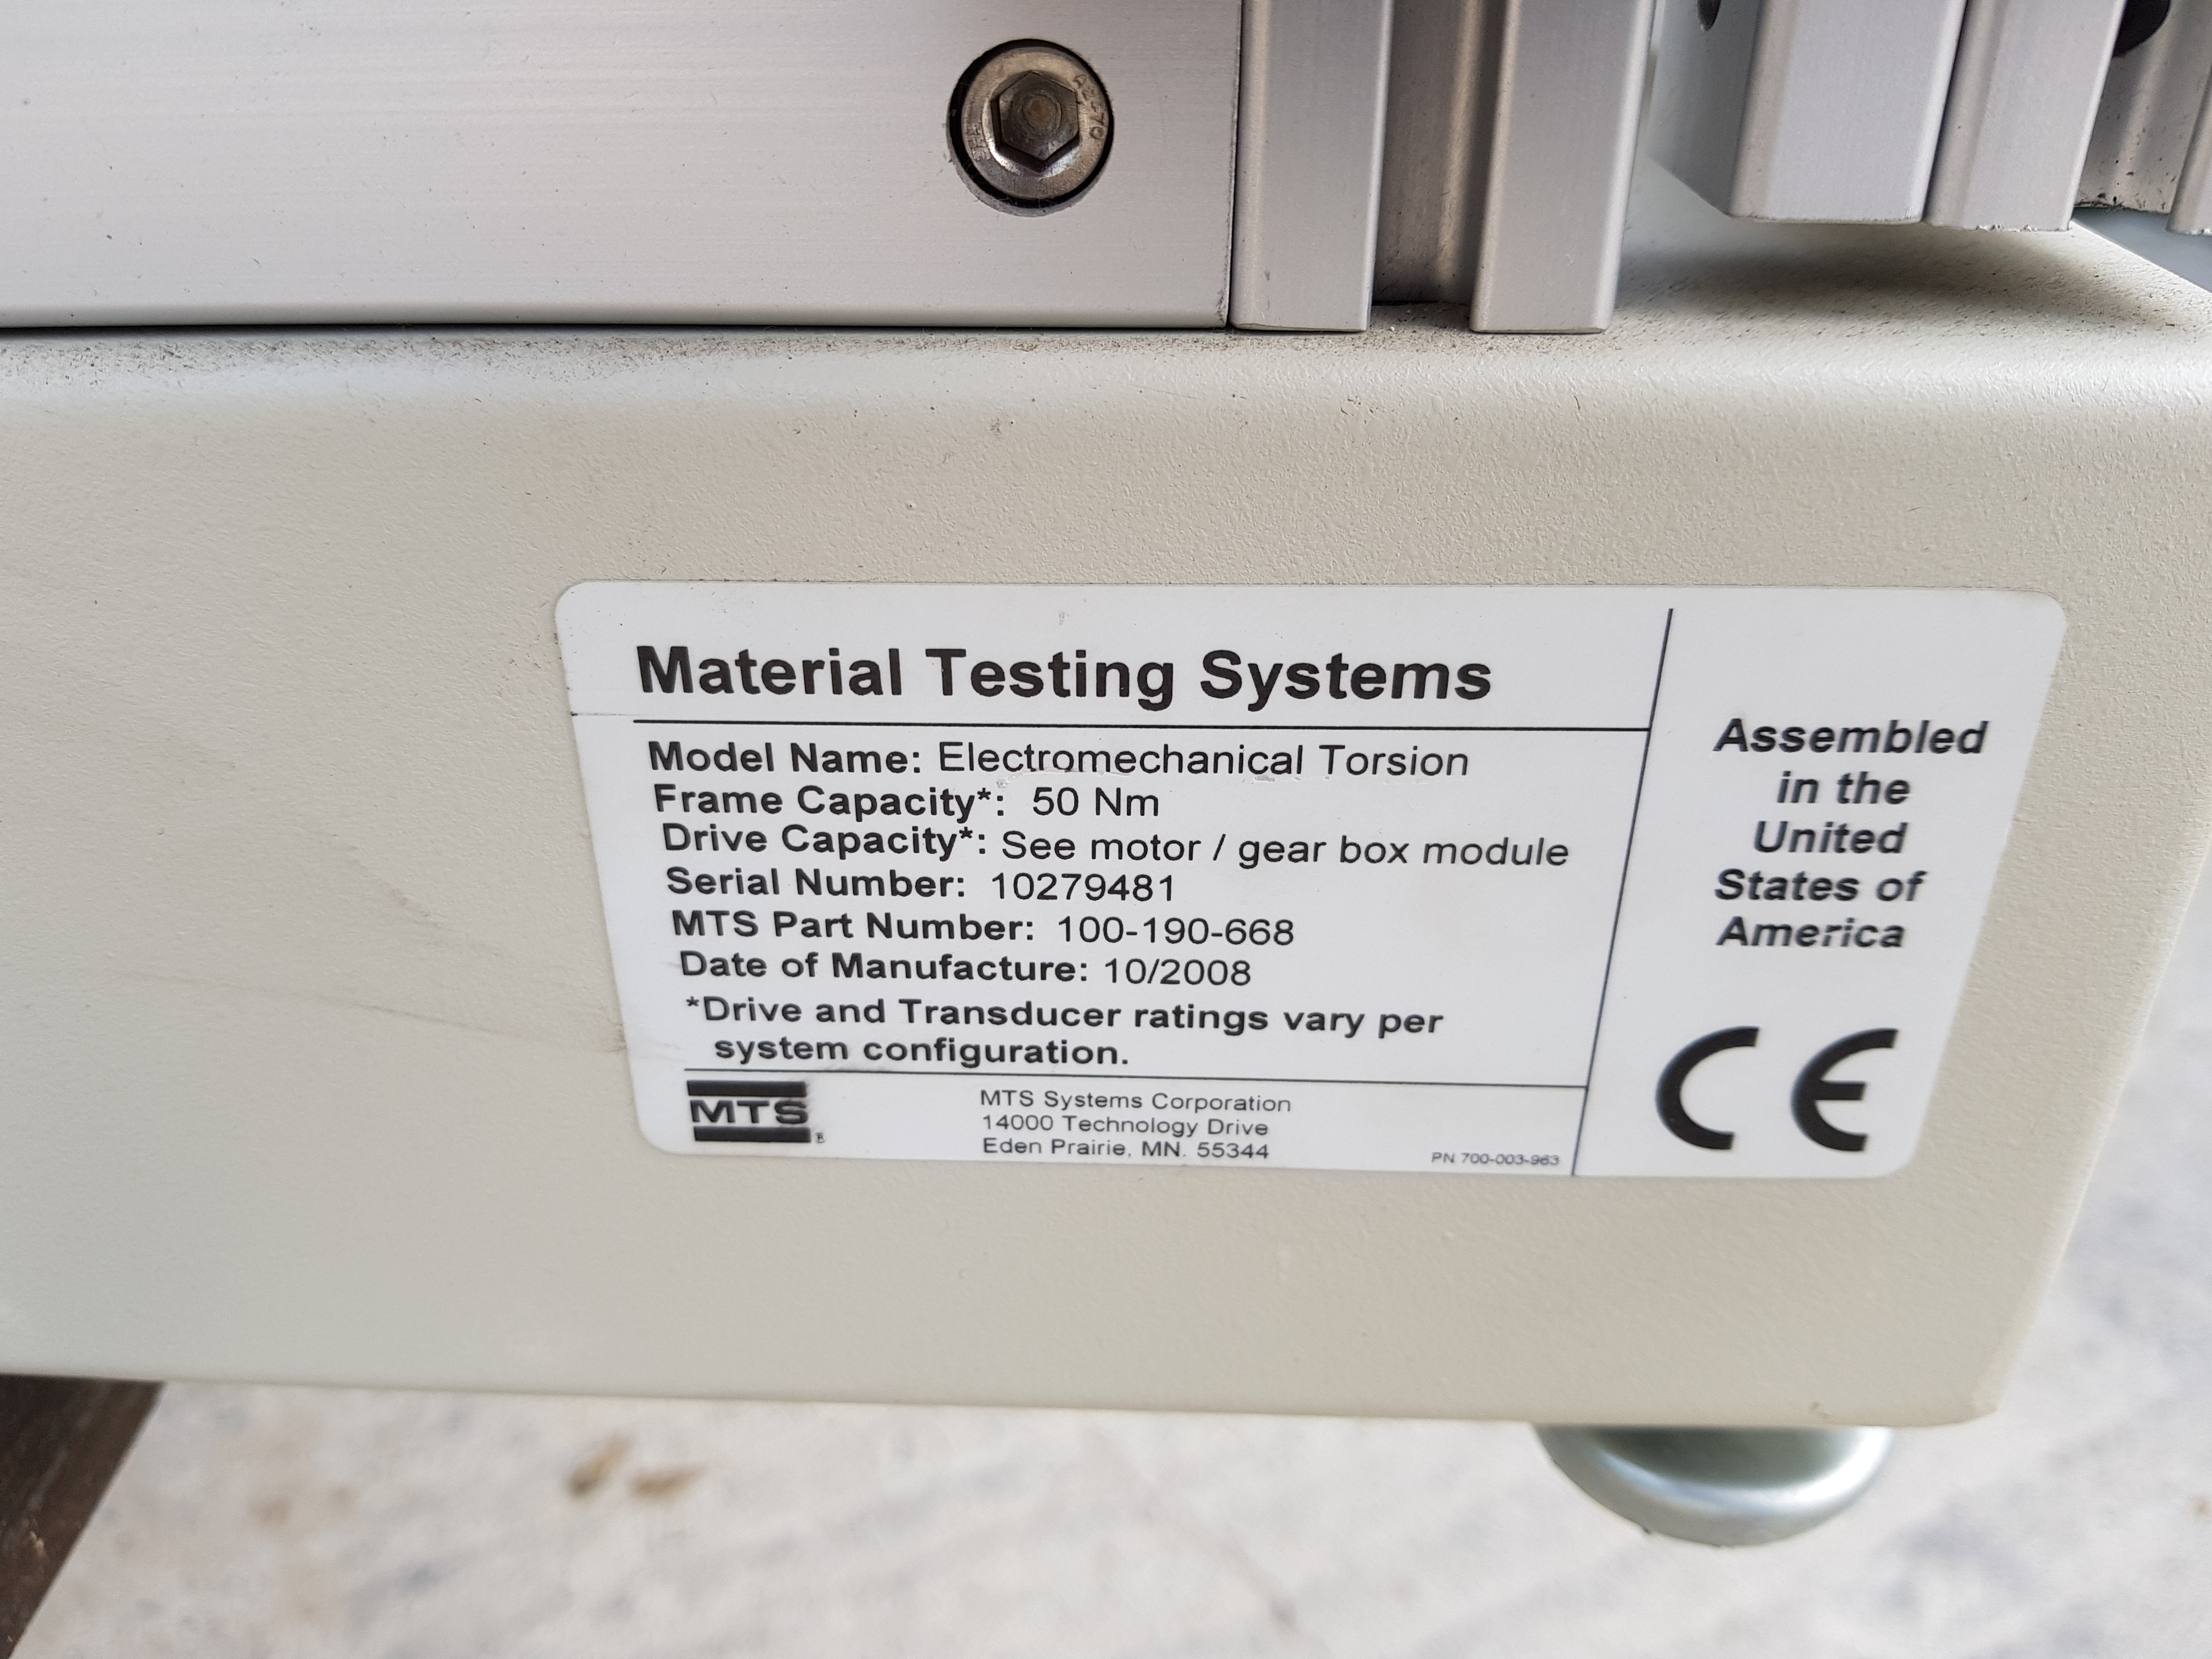 A2-70
Material Testing Systems
Model Name: Electromechanical Torsion
Frame Capacity*: 50 Nm
Drive Capacity*: See motor / gear box module
Serial Number: 10279481
MTS Part Number: 100-190-668
Date of Manufacture: 10/2008
*Drive and Transducer ratings vary per
system configuration.
MTS®
MTS Systems Corporation
14000 Technology Drive
Eden Prairie, MN. 55344
PN 700-003-963
Assembled
in the
United
States of
America
CE